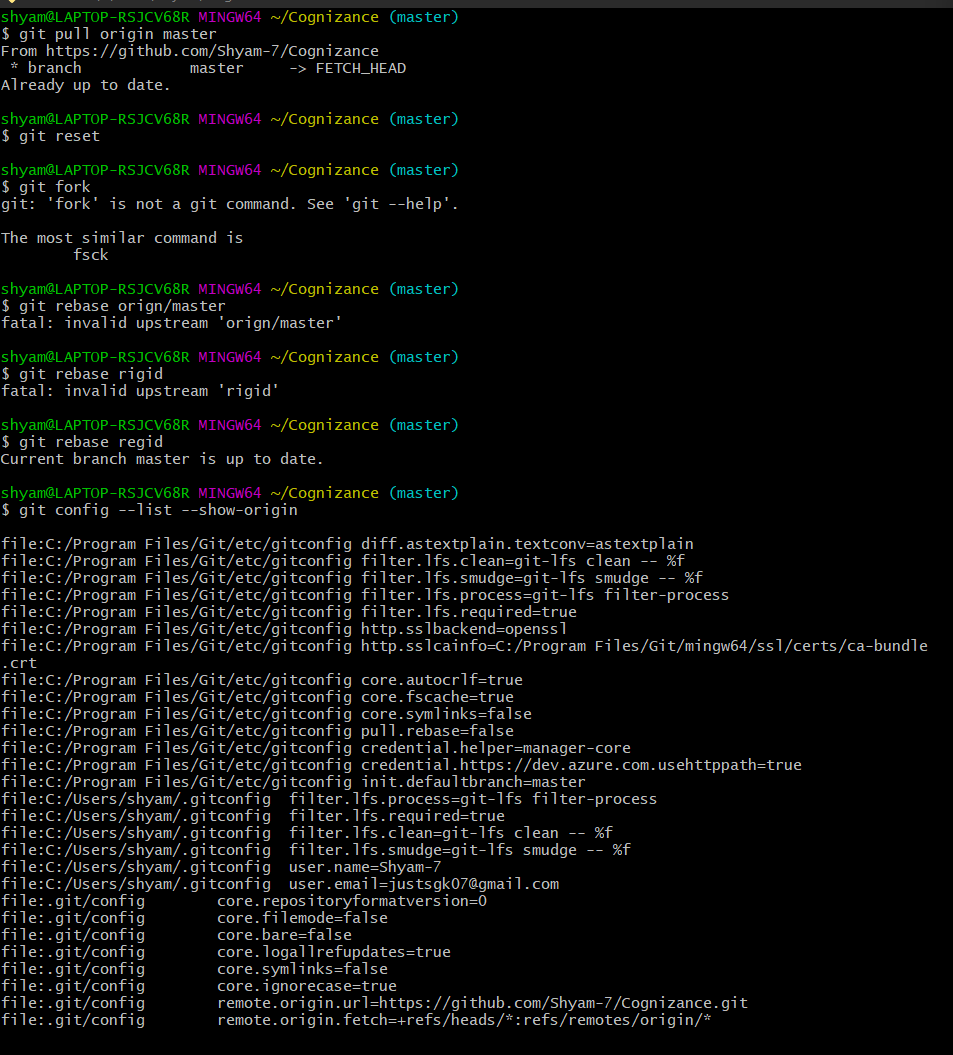 shyam@LAPTOP-RSJCV68R MINGW64 ~/Cognizance (master)
$ git pull origin master
From https://github.com/Shyam-7/Cognizance
 * branch            master     -> FETCH_HEAD
Already up to date.
shyam@LAPTOP-RSJCV68R MINGW64 ~/Cognizance (master)
$ git reset
shyam@LAPTOP-RSJCV68R MINGW64 ~/Cognizance (master)
$ git fork
git: 'fork' is not a git command. See 'git --help'.
The most similar command is
        fsck
shyam@LAPTOP-RSJCV68R MINGW64 ~/Cognizance (master)
$ git rebase orign/master
fatal: invalid upstream 'orign/master'
shyam@LAPTOP-RSJCV68R MINGW64 ~/Cognizance (master)
$ git rebase rigid
fatal: invalid upstream 'rigid'
shyam@LAPTOP-RSJCV68R MINGW64 ~/Cognizance (master)
$ git rebase regid
Current branch master is up to date.
shyam@LAPTOP-RSJCV68R MINGW64 ~/Cognizance (master)
$ git config --list --show-origin
file:C:/Program Files/Git/etc/gitconfig diff.astextplain.textconv=astextplain
file:C:/Program Files/Git/etc/gitconfig filter.lfs.clean=git-lfs clean -- %f
file:C:/Program Files/Git/etc/gitconfig filter.lfs.smudge=git-lfs smudge -- %f
file:C:/Program Files/Git/etc/gitconfig filter.lfs.process=git-lfs filter-process
file:C:/Program Files/Git/etc/gitconfig filter.lfs.required=true
file:C:/Program Files/Git/etc/gitconfig http.sslbackend=openssl
file:C:/Program Files/Git/etc/gitconfig http.sslcainfo=C:/Program Files/Git/mingw64/ssl/certs/ca-bundle
.crt
file:C:/Program Files/Git/etc/gitconfig core.autocrlf=true
file:C:/Program Files/Git/etc/gitconfig core.fscache=true
file:C:/Program Files/Git/etc/gitconfig core.symlinks=false
file:C:/Program Files/Git/etc/gitconfig pull.rebase=false
file:C:/Program Files/Git/etc/gitconfig credential.helper=manager-core
file:C:/Program Files/Git/etc/gitconfig credential.https://dev.azure.com.usehttppath=true
file:C:/Program Files/Git/etc/gitconfig init.defaultbranch=master
file:C:/Users/shyam/.gitconfig  filter.lfs.process=git-lfs filter-process
file:C:/Users/shyam/.gitconfig  filter.lfs.required=true
file:C:/Users/shyam/.gitconfig  filter.lfs.clean=git-lfs clean -- %f
file:C:/Users/shyam/.gitconfig  filter.lfs.smudge=git-lfs smudge -- %f
file:C:/Users/shyam/.gitconfig  user.name=Shyam-7
file:C:/Users/shyam/.gitconfig  user.email=justsgk07@gmail.com
file:.git/config        core.repositoryformatversion=0
file:.git/config        core.filemode=false
file:.git/config        core.bare=false
file:.git/config        core.logallrefupdates=true
file:.git/config        core.symlinks=false
file:.git/config        core.ignorecase=true
file:.git/config        remote.origin.url=https://github.com/Shyam-7/Cognizance.git
file:.git/config        remote.origin.fetch=+refs/heads/*:refs/remotes/origin/*